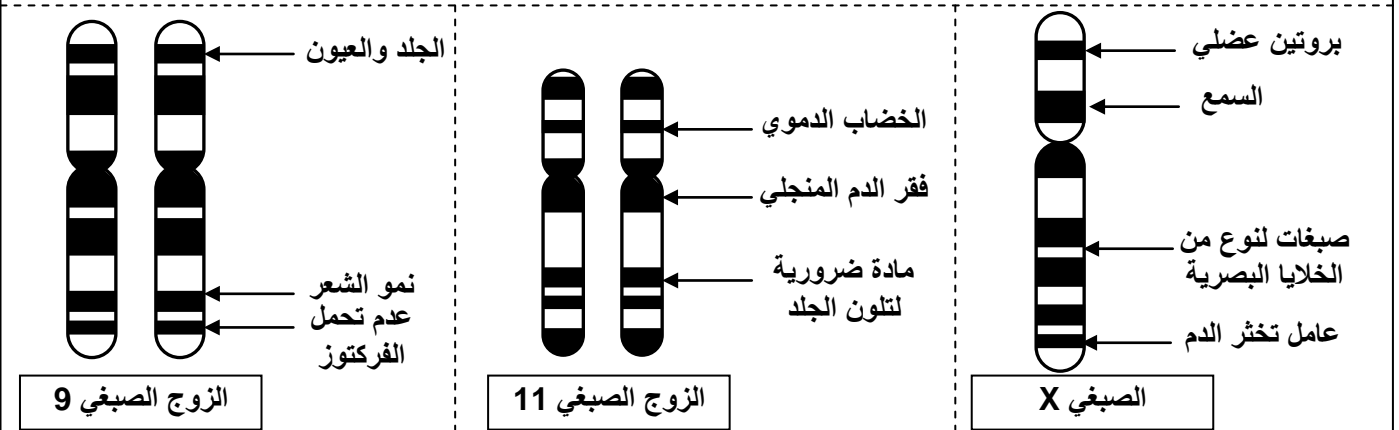 بروتين عضلي
السمع
صبغات لنوع من
الخلايا البصرية
عامل تخثر الدم
الصبغي X
الخضاب الدموي
فقر الدم المنجلي
مادة ضرورية
لتلون الجلد
الزوج الصبغي 11
الجلد والعيون
نمو الشعر
عدم تحمل
الفركتوز
الزوج الصبغي 9